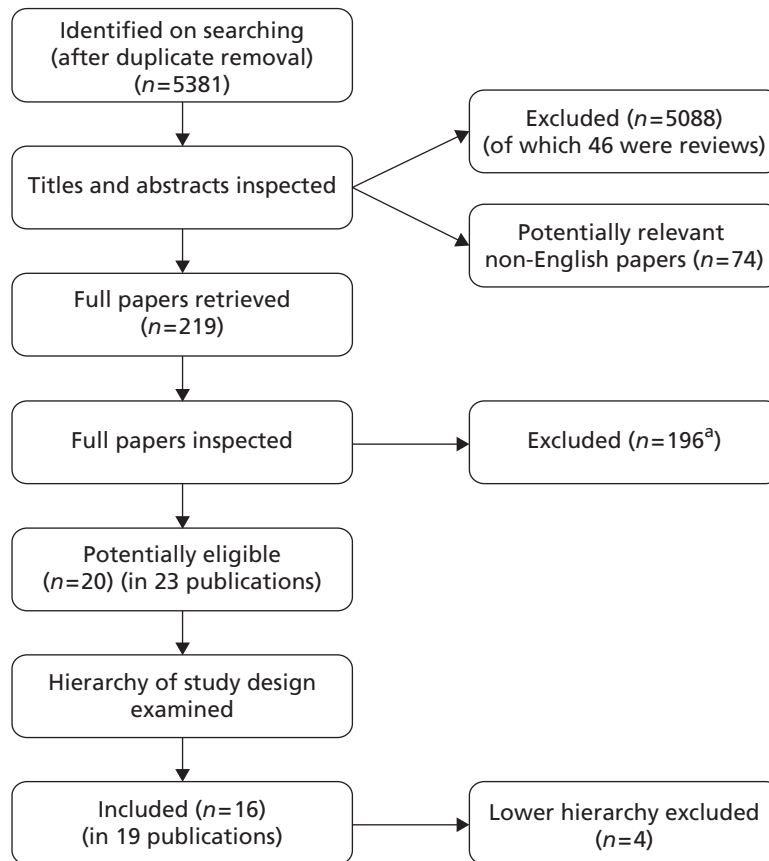 Identified on searching
(after duplicate removal)
(n=5381)
Titles and abstracts inspected
Excluded (n=5088)
(of which 46 were reviews)
Potentially relevant
non-English papers (n=74)
Full papers retrieved
(n=219)
Full papers inspected
Excluded (n=196ª)
Potentially eligible
(n=20) (in 23 publications)
Hierarchy of study design
examined
Included (n=16)
(in 19 publications)
Lower hierarchy excluded
(n=4)